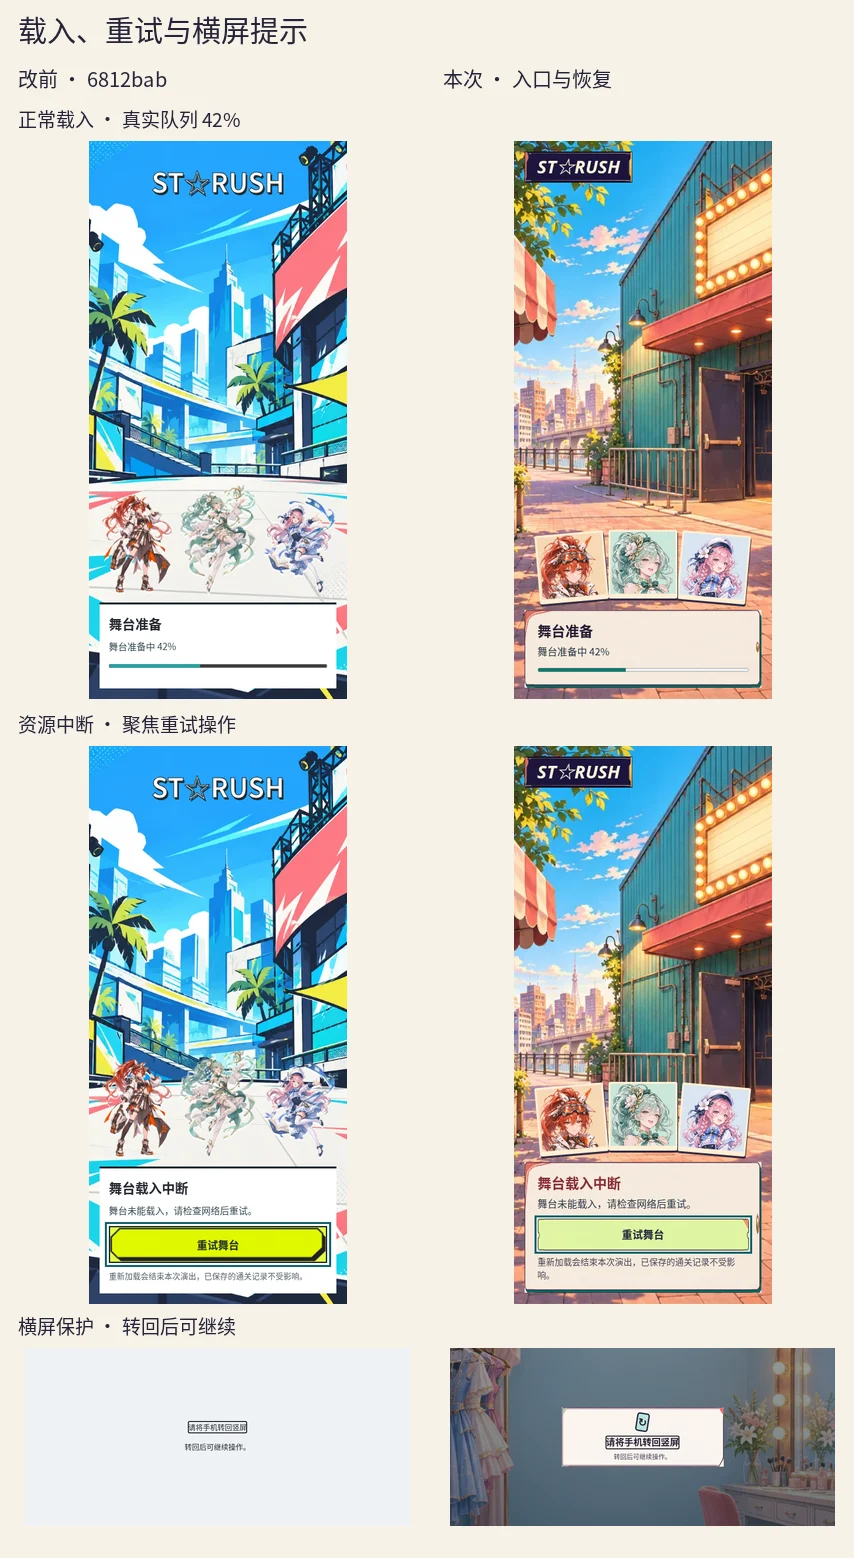 载入、重试与横屏提示
改前 · 6812bab
本次 · 入口与恢复
正常载入 · 真实队列 42%
ST☆RUSH
舞台准备
舞台准备中 42%
ST☆RUSH
舞台准备
舞台准备中 42%
资源中断 · 聚焦重试操作
ST☆RUSH
舞台载入中断
舞台未能载入，请检查网络后重试。
重试舞台
重新加载会结束本次演出，已保存的通关记录不受影响。
ST☆RUSH
舞台载入中断
舞台未能载入，请检查网络后重试。
重试舞台
重新加载会结束本次演出，已保存的通关记录不受影
响。
横屏保护 · 转回后可继续
请将手机转回竖屏
转回后可继续操作。
请将手机转回竖屏
转回后可继续操作。